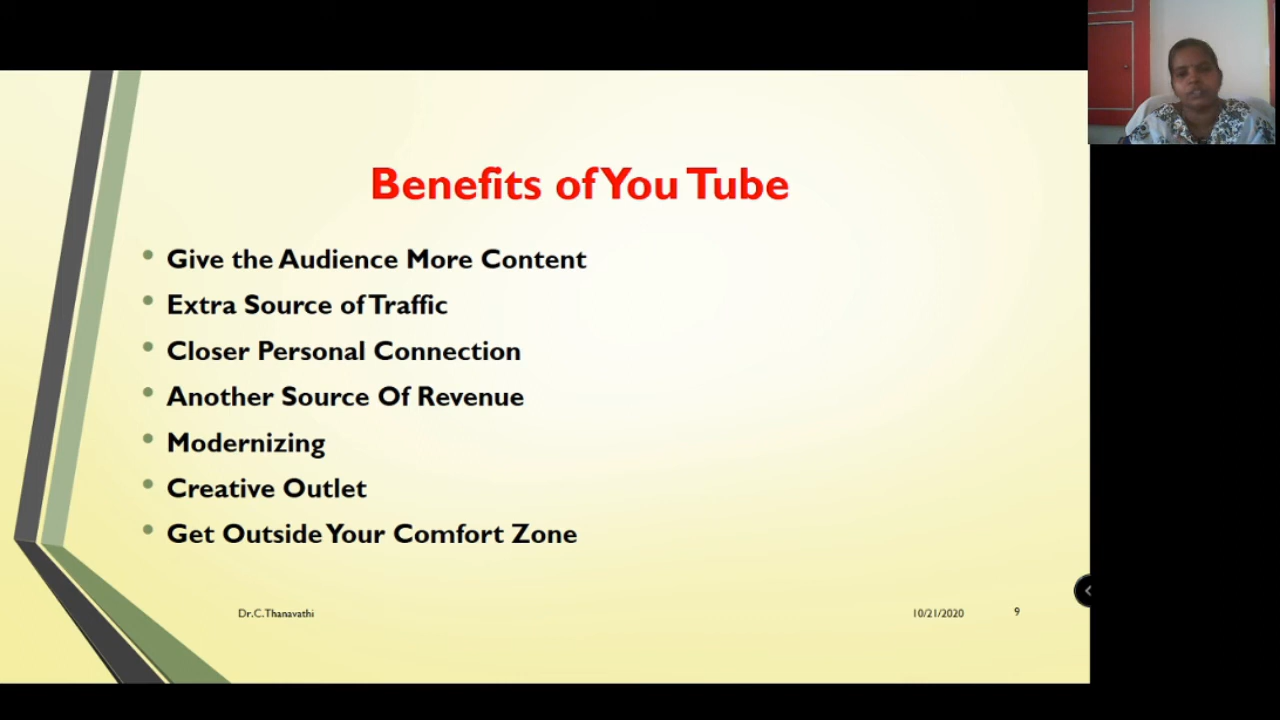 Benefits of You Tube
Give the Audience More Content
Extra Source of Traffic
Closer Personal Connection
Another Source Of Revenue
Modernizing
Creative Outlet
Get Outside Your Comfort Zone
Dr.C.Thanavathi 10/21/2020 9